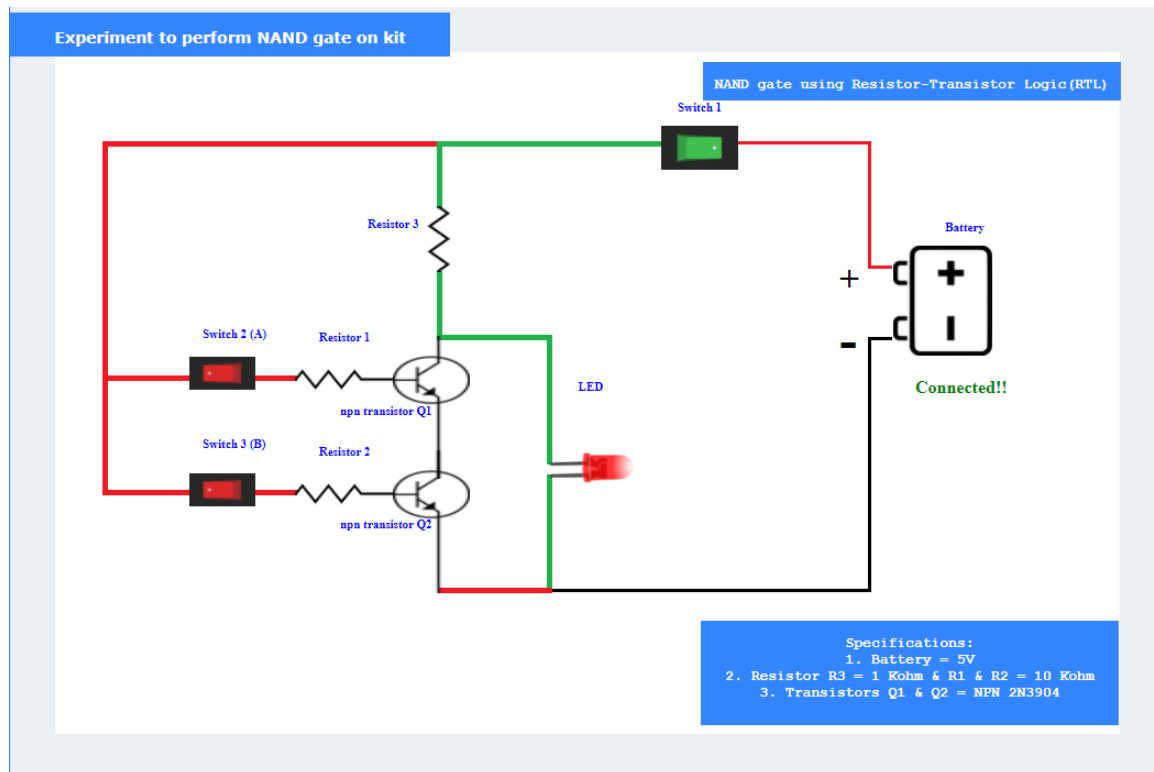 Experiment to perform NAND gate on kit
NAND gate using Resistor-Transistor Logic(RTL)
Switch 1
Resistor 3
Battery
+
-
Switch 2 (A)
Resistor 1
LED
Connected!!
npn transistor Q1
Switch 3 (B)
Resistor 2
npn transistor Q2
Specifications:
1. Battery = 5V
2. Resistor R3 = 1 Kohm & R1 & R2 = 10 Kohm
3. Transistors Q1 & Q2 = NPN 2N3904